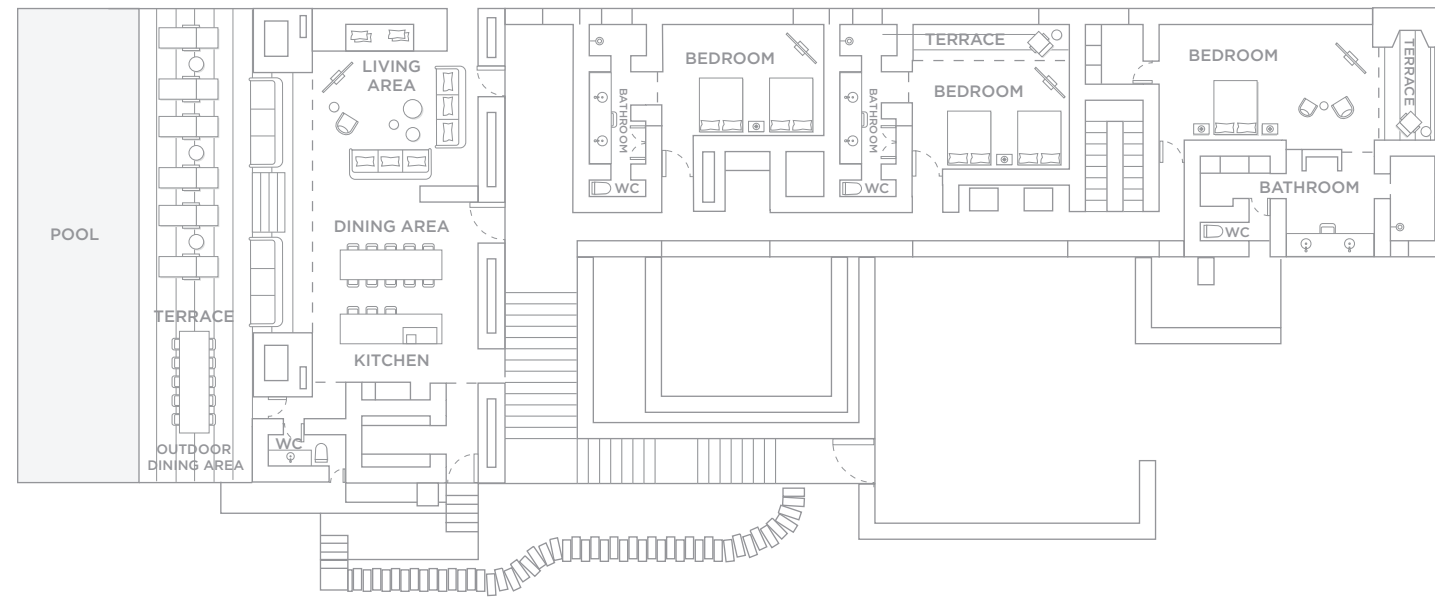 POOL
TERRACE
OUTDOOR
DINING AREA
LIVING
AREA
DINING AREA
KITCHEN
WC
BATHROOM
WC
BEDROOM
BATHROOM
WC
TERRACE
BEDROOM
BEDROOM
TERRACE
BATHROOM
WC